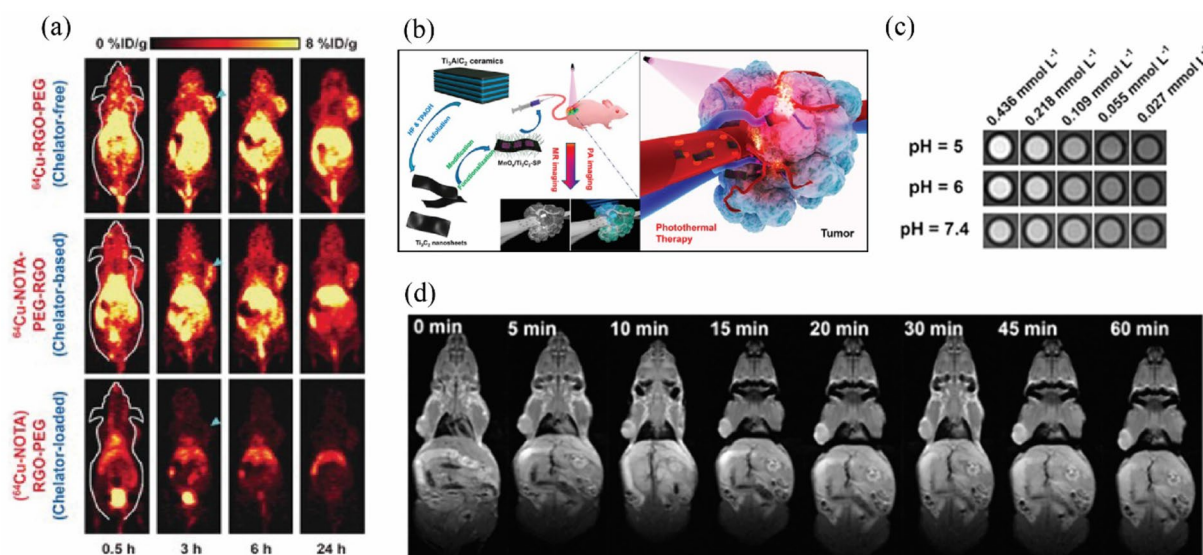 (a)
0 %ID/g
8 %ID/g
⁶⁴Cu-RGO-PEG
(Chelator-free)
⁶⁴Cu-NOTA-
PEG-RGO
(Chelator-based)
(⁶⁴Cu-NOTA)
RGO-PEG
(Chelator-loaded)
0.5 h
3 h
6 h
24 h
(b)
Ti₃AlC₂ ceramics
HF & TPAOH
Exfoliation
Modification
Functionalization
MnOₓ/Ti₃C₂-SP
Ti₃C₂ nanosheets
MR imaging
PA imaging
Photothermal
Therapy
Tumor
(c)
0.436 mmol L⁻¹
0.218 mmol L⁻¹
0.109 mmol L⁻¹
0.055 mmol L⁻¹
0.027 mmol L
pH = 5
pH = 6
pH = 7.4
(d)
0 min
5 min
10 min
15 min
20 min
30 min
45 min
60 min